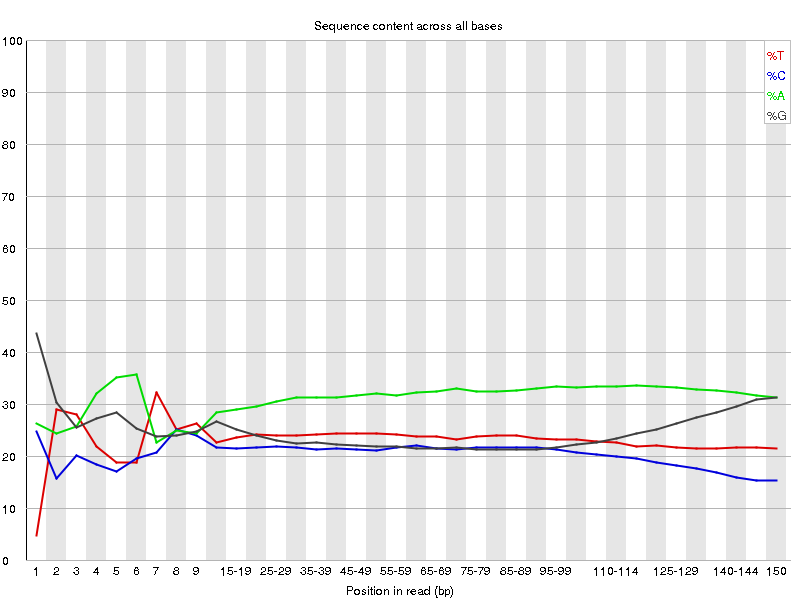 Sequence content across all bases
100
90
80
70
60
50
40
30
20
10
0
%T
%C
%A
%G
1 2 3 4 5 6 7 8 9 15-19 25-29 35-39 45-49 55-59 65-69 75-79 85-89 95-99 110-114 125-129 140-144 150
Position in read (bp)